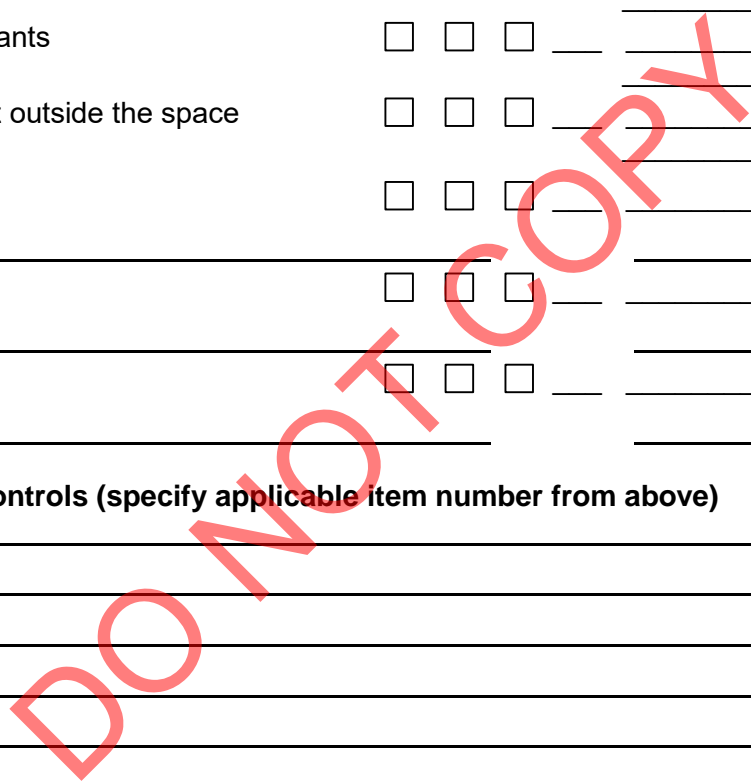 ants
outside the space
ontrols (specify applicable item number from above)
DO NOT COPY